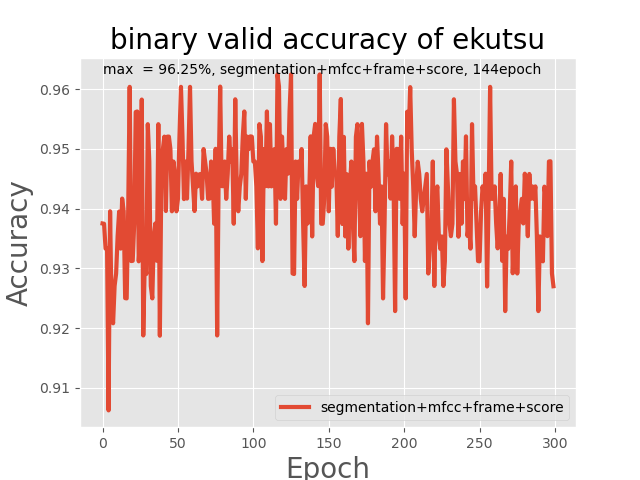 binary valid accuracy of ekutsu
max  = 96.25%, segmentation+mfcc+frame+score, 144epoch
0.96
0.95
0.94
0.93
0.92
0.91
Accuracy
segmentation+mfcc+frame+score
0 50 100 150 200 250 300
Epoch